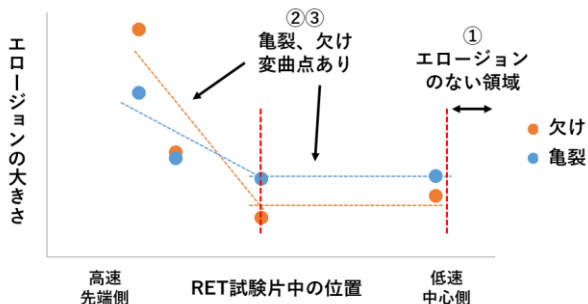 ②③
亀裂、欠け
変曲点あり
①
エロージョン
のない領域
エロージョンの大きさ
欠け
亀裂
高速
先端側
RET試験片中の位置
低速
中心側